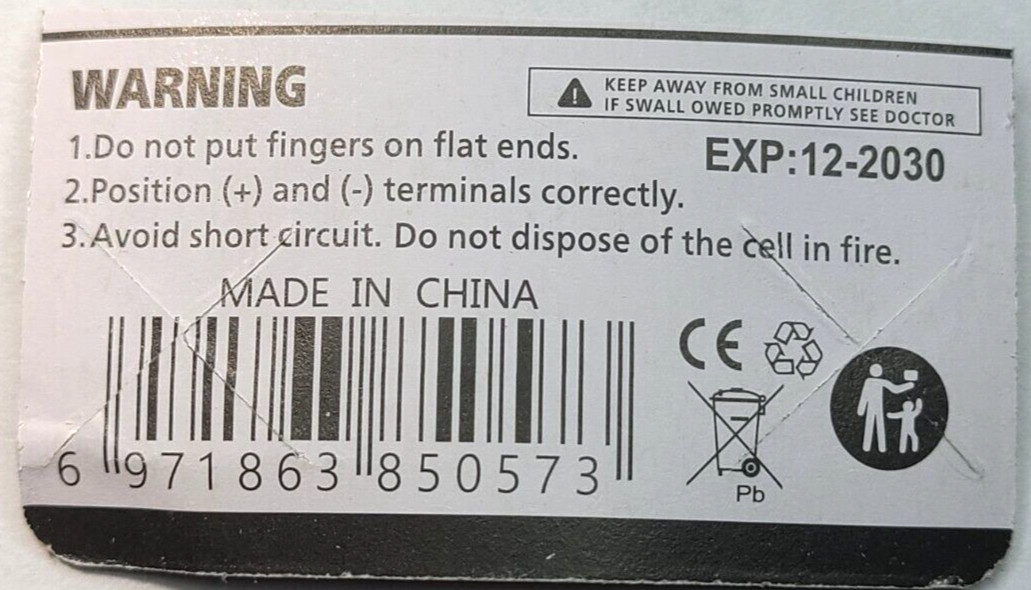 WARNING
KEEP AWAY FROM SMALL CHILDREN
IF SWALL OWED PROMPTLY SEE DOCTOR
1.Do not put fingers on flat ends.
EXP:12-2030
2.Position (+) and (-) terminals correctly.
3.Avoid short circuit. Do not dispose of the cell in fire.
MADE IN CHINA
CE
6 971863 850573
Pb